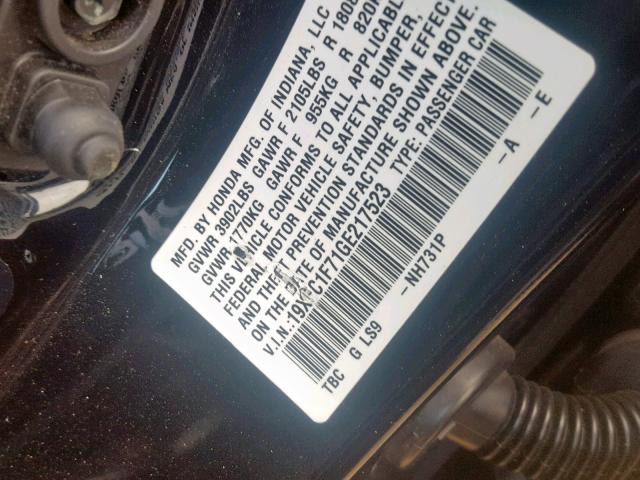 MFD. BY HONDA MFG. OF INDIANA, LLC
GVWR 3902LBS GAWR F 2105LBS R
GVWR 1770KG GAWR F 955KG R
THIS VEHICLE CONFORMS TO ALL APPLICABLE
FEDERAL MOTOR VEHICLE SAFETY, BUMPER,
AND THEFT PREVENTION STANDARDS IN EFFECT
ON THE DATE OF MANUFACTURE SHOWN ABOVE.
V.I.N.: TYPE: PASSENGER CAR
-A -E
TBC G LS9 -NH731P